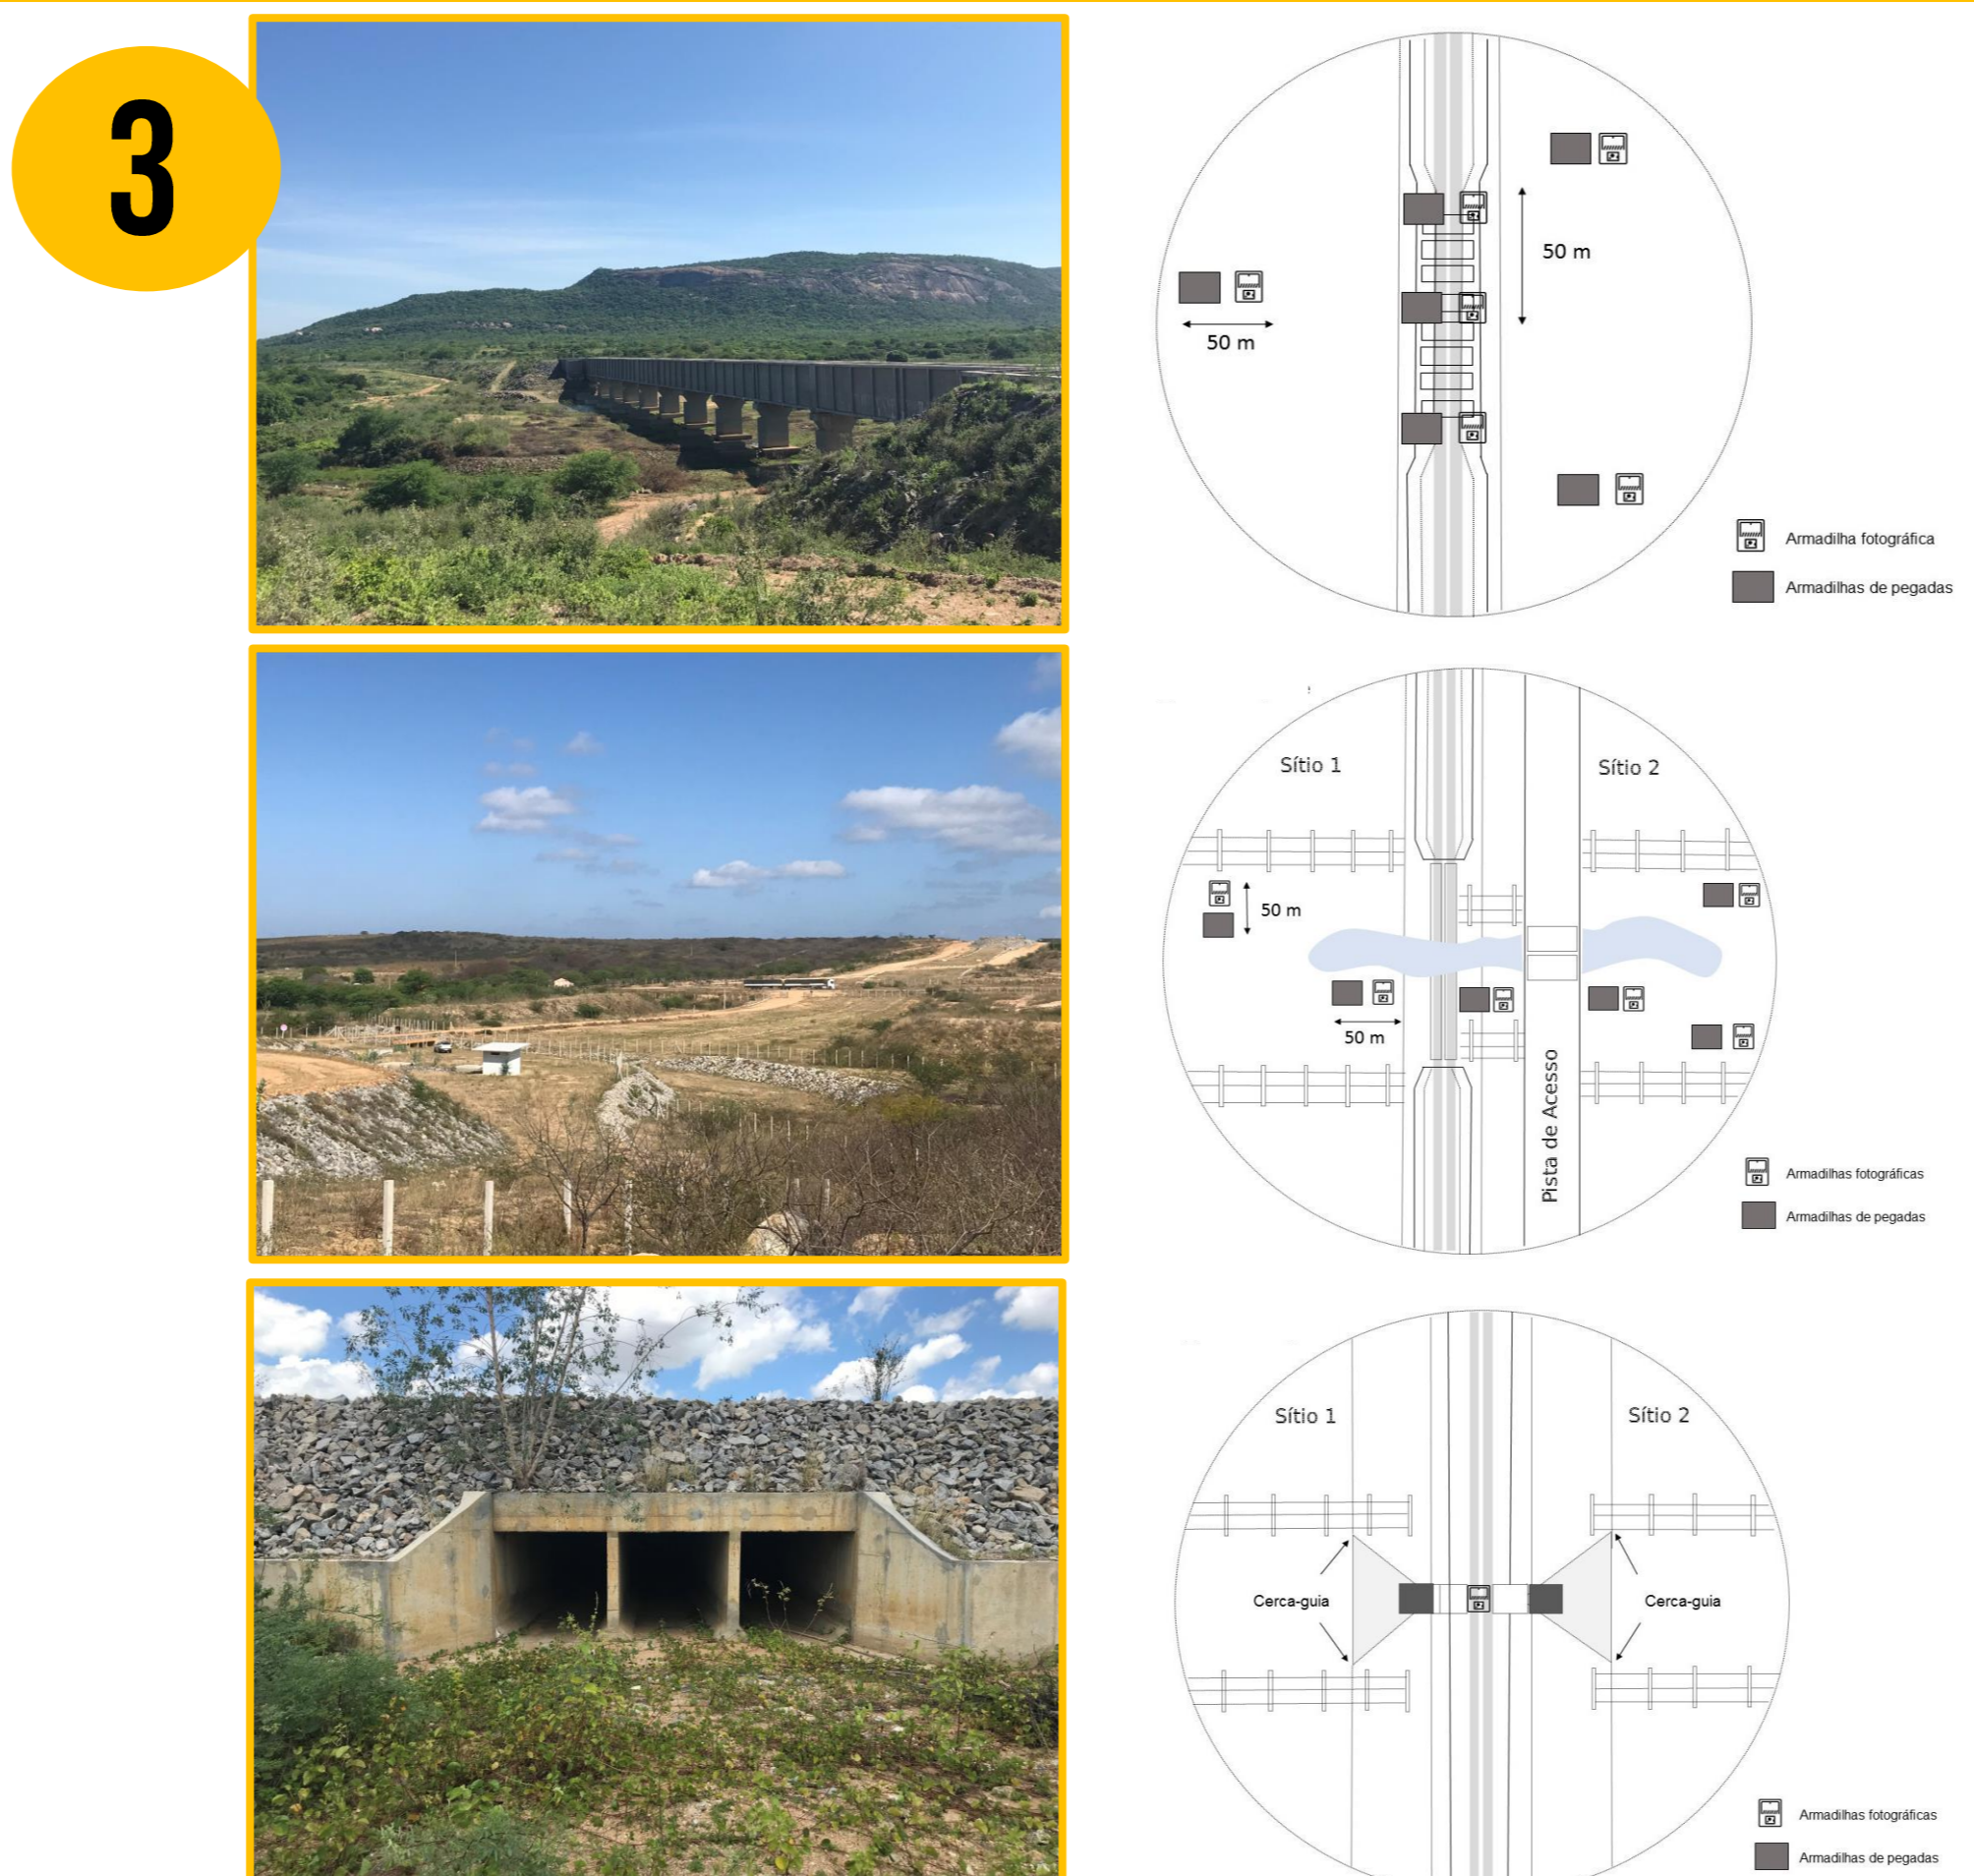 3
50 m
50 m
Armadilha fotográfica
Armadilhas de pegadas
Sítio 1
Sítio 2
50 m
50 m
Pista de Acesso
Armadilhas fotográficas
Armadilhas de pegadas
Sítio 1
Sítio 2
Cerca-guia
Cerca-guia
Armadilhas fotográficas
Armadilhas de pegadas